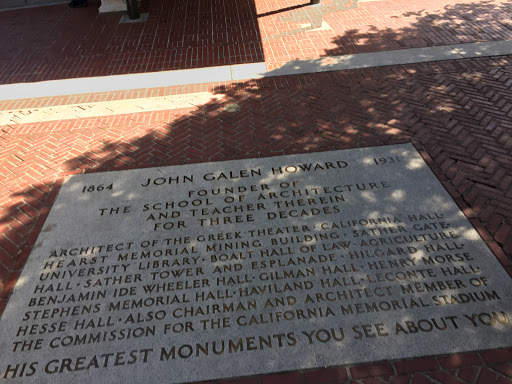 1864 JOHN GALEN HOWARD 1931
FOUNDER OF
THE SCHOOL OF ARCHITECTURE
AND TEACHER THEREIN
FOR THREE DECADES
ARCHITECT OF THE GREEK THEATER · CALIFORNIA HALL ·
HEARST MEMORIAL MINING BUILDING · SATHER GATE ·
UNIVERSITY LIBRARY · BOALT HALL OF LAW · AGRICULTURE
HALL · SATHER TOWER AND ESPLANADE · HILGARD HALL ·
BENJAMIN IDE WHEELER HALL · GILMAN HALL · HENRY MORSE
STEPHENS MEMORIAL HALL · HAVILAND HALL · LECONTE HALL ·
HESSE HALL · ALSO CHAIRMAN AND ARCHITECT MEMBER OF
THE COMMISSION FOR THE CALIFORNIA MEMORIAL STADIUM
HIS GREATEST MONUMENTS YOU SEE ABOUT YOU